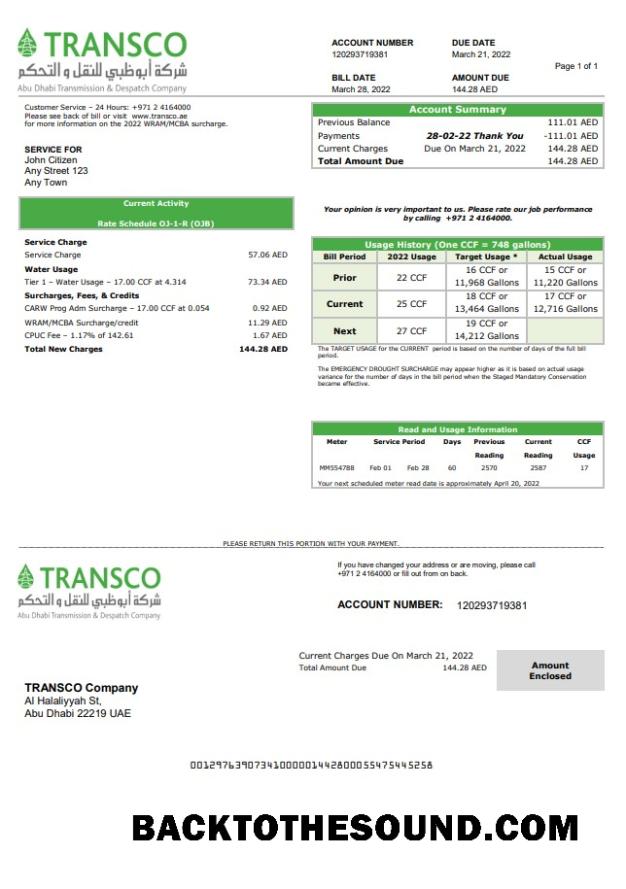 TRANSCO
شركة أبوظبي للنقل و التحكم
Abu Dhabi Transmission & Despatch Company
ACCOUNT NUMBER DUE DATE
120293719381 March 21, 2022
Page 1 of 1
BILL DATE AMOUNT DUE
March 28, 2022 144.28 AED
Customer Service – 24 Hours: +971 2 4164000
Please see back of bill or visit www.transco.ae
for more information on the 2022 WRAM/MCBA surcharge.
SERVICE FOR
John Citizen
Any Street 123
Any Town
Account Summary
Previous Balance 111.01 AED
Payments 28-02-22 Thank You -111.01 AED
Current Charges Due On March 21, 2022 144.28 AED
Total Amount Due 144.28 AED
Current Activity
Rate Schedule OJ-1-R (OJB)
Service Charge
Service Charge 57.06 AED
Water Usage
Tier 1 – Water Usage – 17.00 CCF at 4.314 73.34 AED
Surcharges, Fees, & Credits
CARW Prog Adm Surcharge – 17.00 CCF at 0.054 0.92 AED
WRAM/MCBA Surcharge/credit 11.29 AED
CPUC Fee – 1.17% of 142.61 1.67 AED
Total New Charges 144.28 AED
Your opinion is very important to us. Please rate our job performance
by calling +971 2 4164000.
Usage History (One CCF = 748 gallons)
Bill Period 2022 Usage Target Usage * Actual Usage
Prior 22 CCF 16 CCF or 11,968 Gallons 15 CCF or 11,220 Gallons
Current 25 CCF 18 CCF or 13,464 Gallons 17 CCF or 12,716 Gallons
Next 27 CCF 19 CCF or 14,212 Gallons
The TARGET USAGE for the CURRENT period is based on the number of days of the full bill
period.
The EMERGENCY DROUGHT SURCHARGE may appear higher as it is based on actual usage
variance for the number of days in the bill period when the Staged Mandatory Conservation
became effective.
Read and Usage Information
Meter Service Period Days Previous Reading Current Reading CCF Usage
MM554788 Feb 01 Feb 28 60 2570 2587 17
Your next scheduled meter read date is approximately April 20, 2022
PLEASE RETURN THIS PORTION WITH YOUR PAYMENT.
TRANSCO
شركة أبوظبي للنقل و التحكم
Abu Dhabi Transmission & Despatch Company
If you have changed your address or are moving, please call
+971 2 4164000 or fill out from on back.
ACCOUNT NUMBER: 120293719381
Current Charges Due On March 21, 2022
Total Amount Due 144.28 AED
Amount
Enclosed
TRANSCO Company
Al Halaliyyah St,
Abu Dhabi 22219 UAE
00129763907341000001442800055475445258
BACKTOTHESOUND.COM